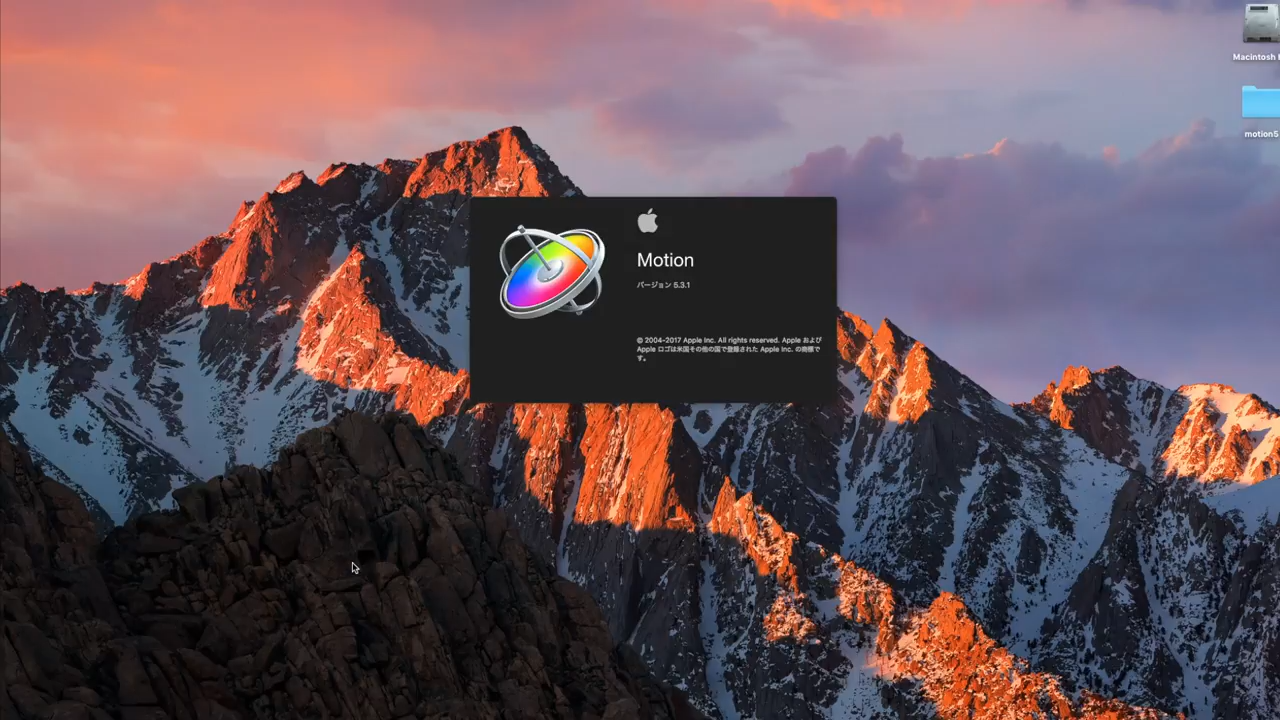 Macintosh
motion5
Motion
バージョン 5.3.1
© 2004-2017 Apple Inc. All rights reserved. Apple および
Apple ロゴは米国その他の国で登録された Apple Inc. の商標で
す。